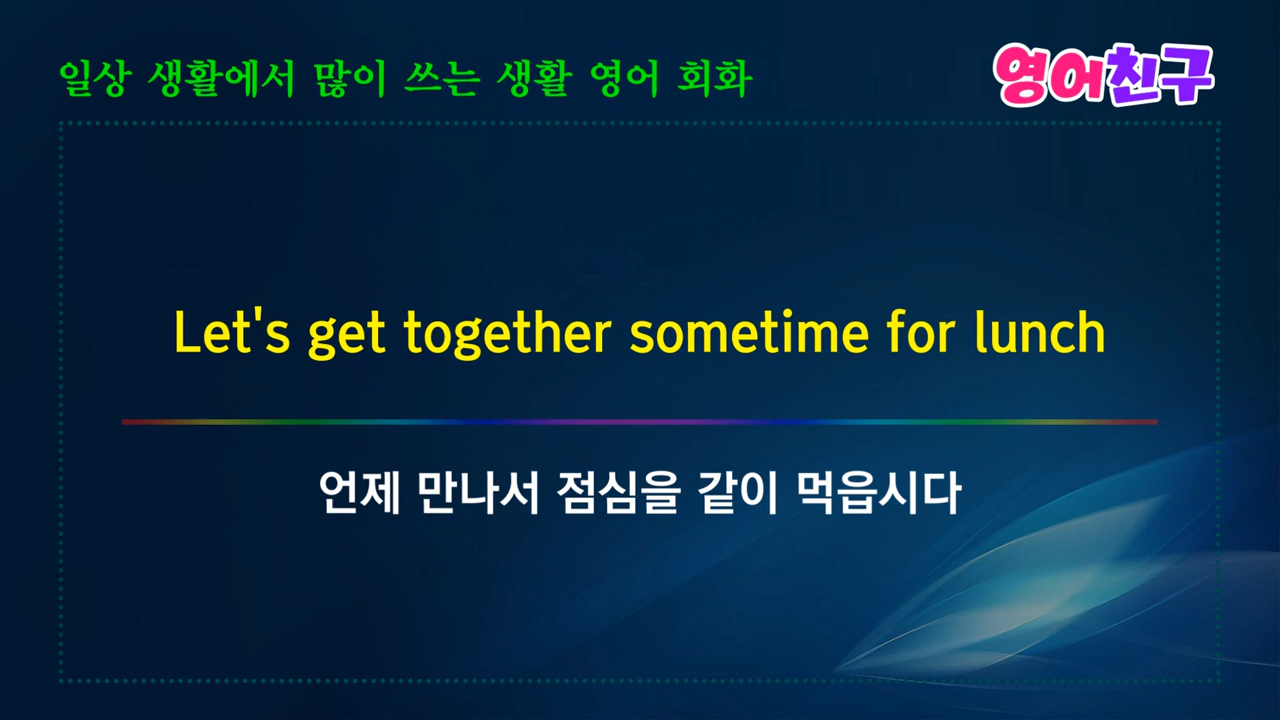 일상 생활에서 많이 쓰는 생활 영어 회화
영어친구
Let's get together sometime for lunch
언제 만나서 점심을 같이 먹읍시다